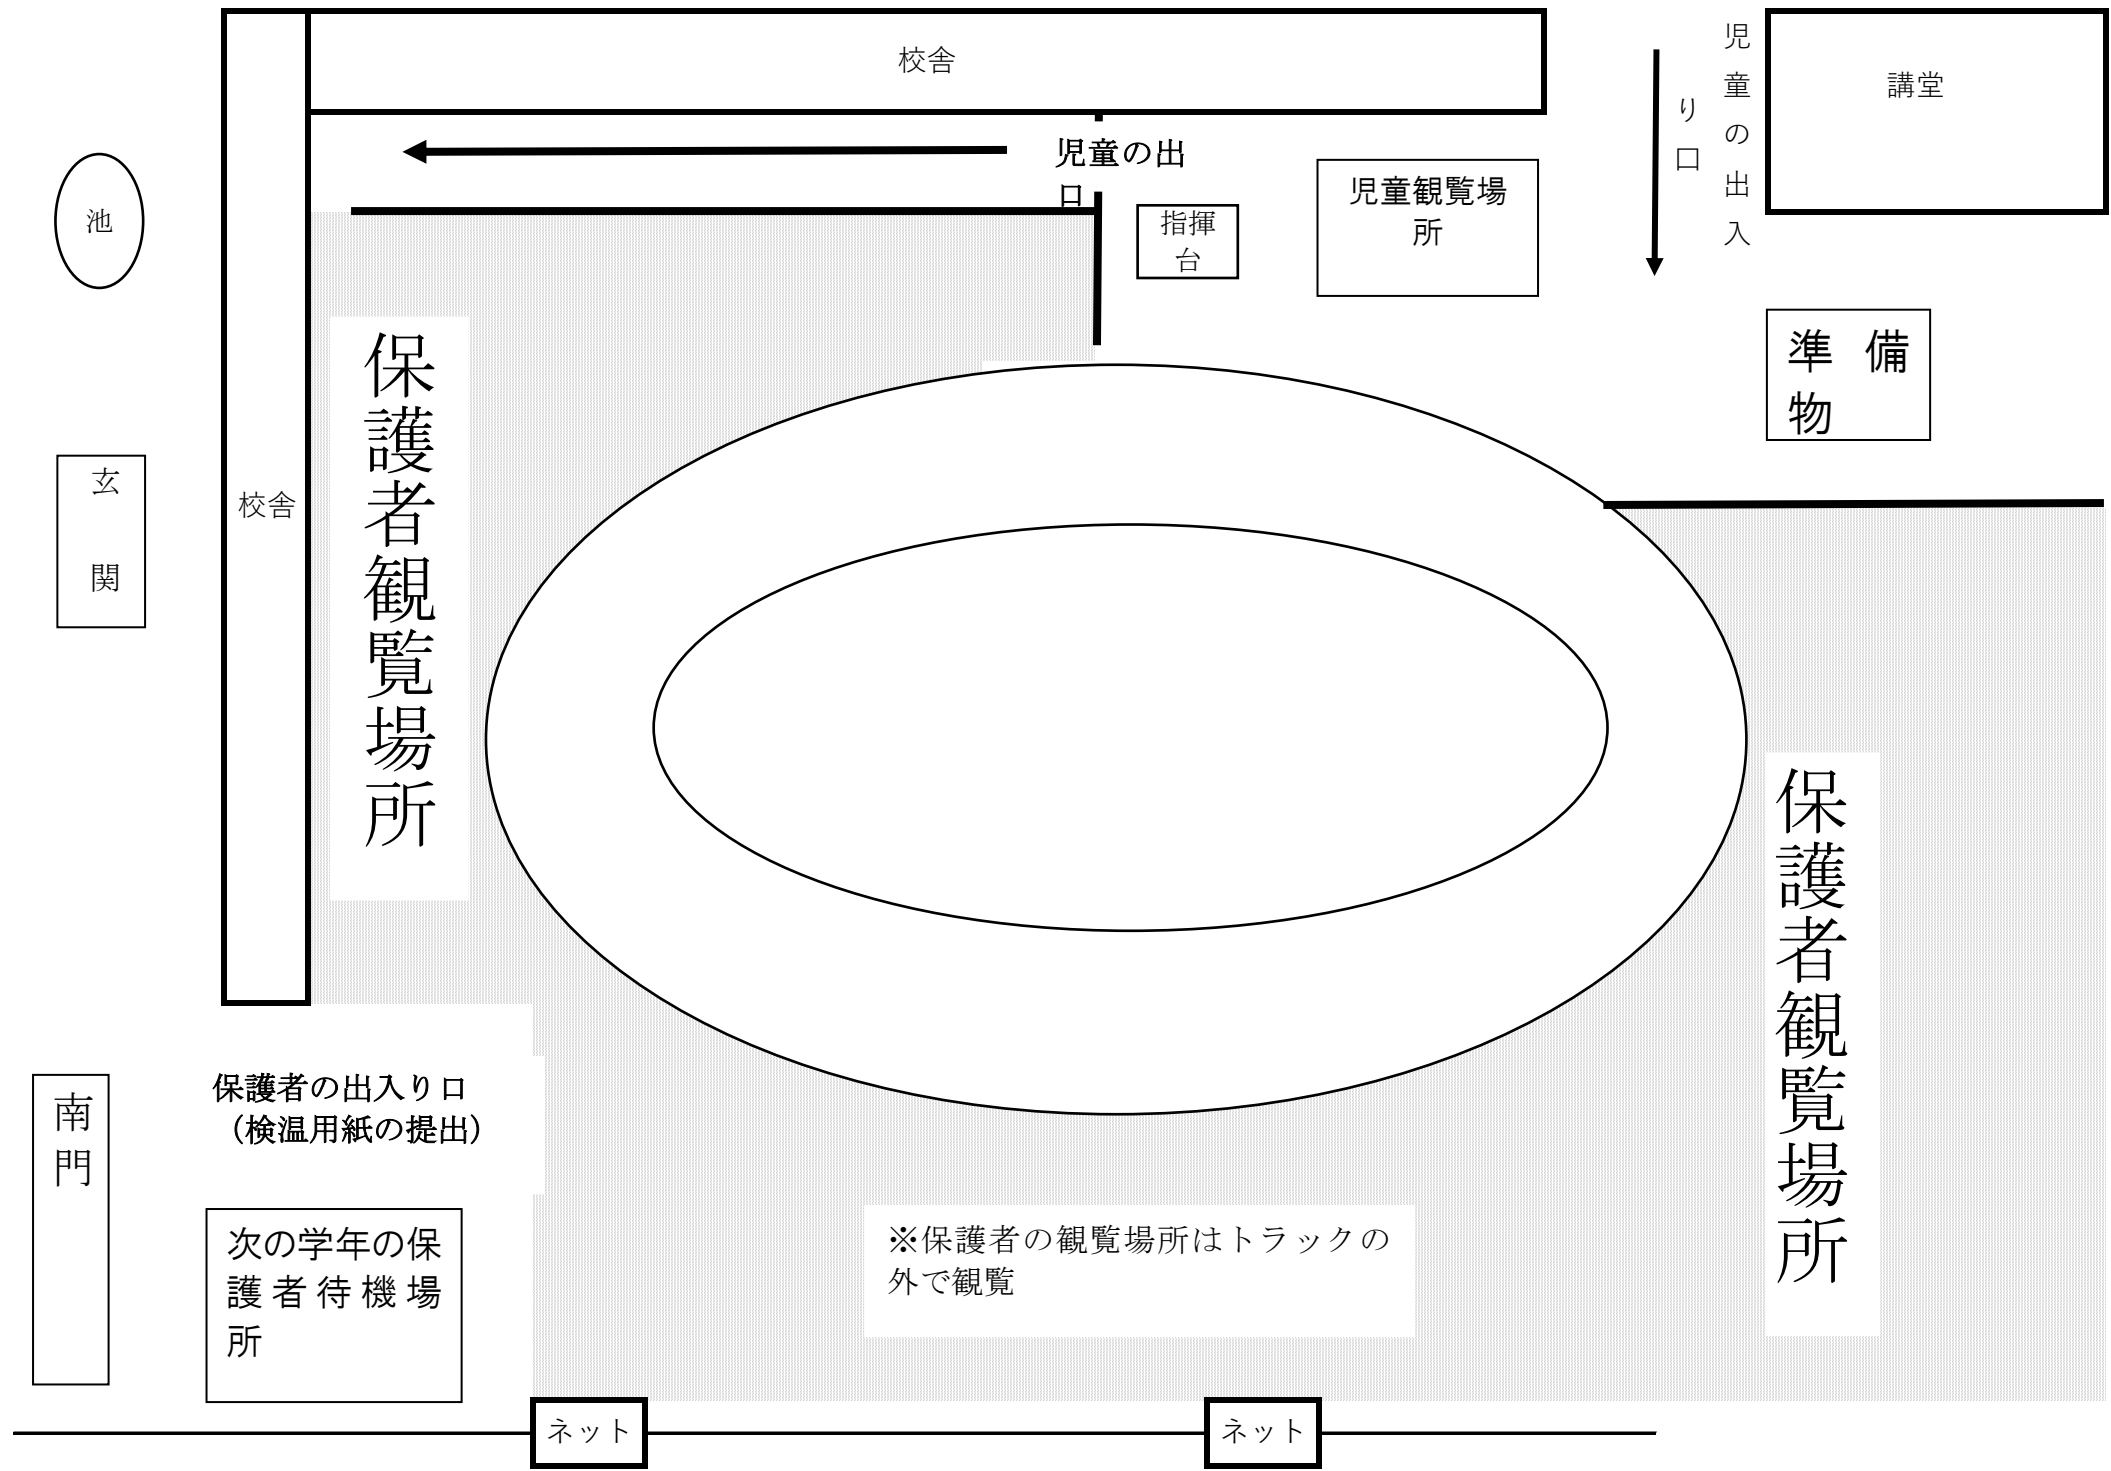 校舎
児童の出入
り口
講堂
児童の出
口
児童観覧場
所
指揮
台
池
準備
物
玄関
校舎
保護者観覧場所
保護者観覧場所
保護者の出入り口
（検温用紙の提出）
南門
次の学年の保
護者待機場
所
※保護者の観覧場所はトラックの
外で観覧
ネット
ネット